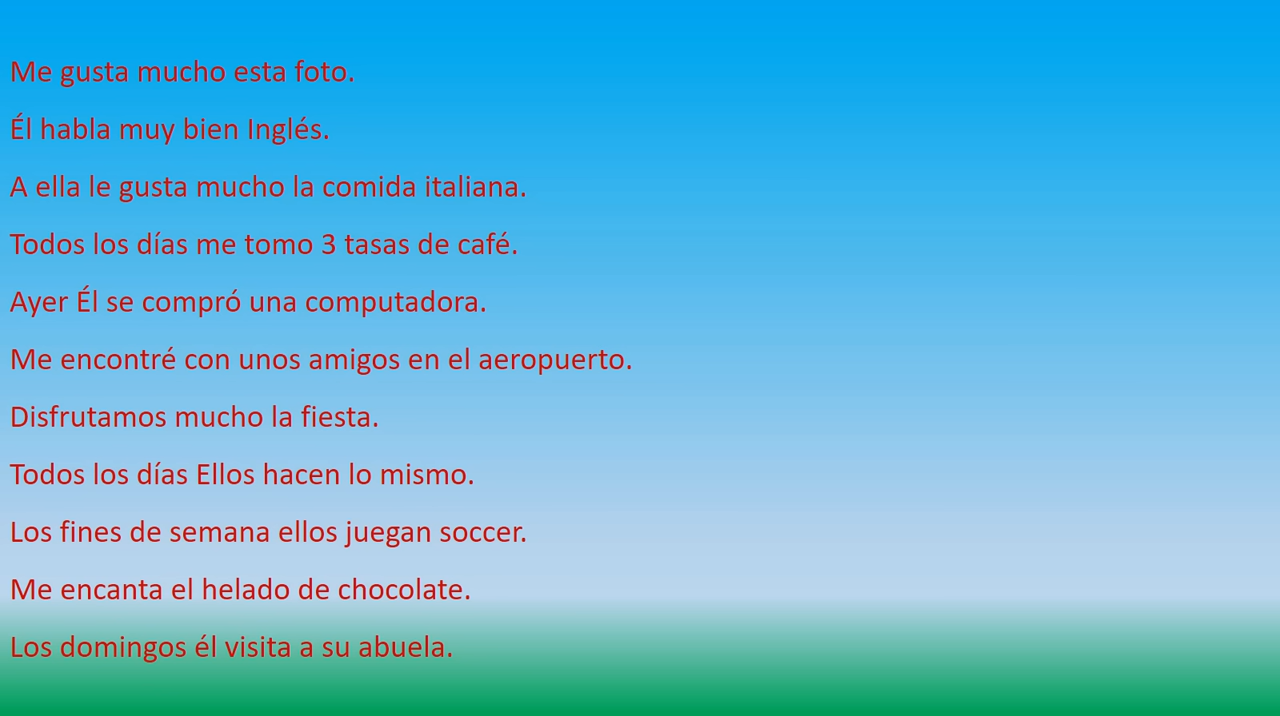 Me gusta mucho esta foto.
Él habla muy bien Inglés.
A ella le gusta mucho la comida italiana.
Todos los días me tomo 3 tasas de café.
Ayer Él se compró una computadora.
Me encontré con unos amigos en el aeropuerto.
Disfrutamos mucho la fiesta.
Todos los días Ellos hacen lo mismo.
Los fines de semana ellos juegan soccer.
Me encanta el helado de chocolate.
Los domingos él visita a su abuela.